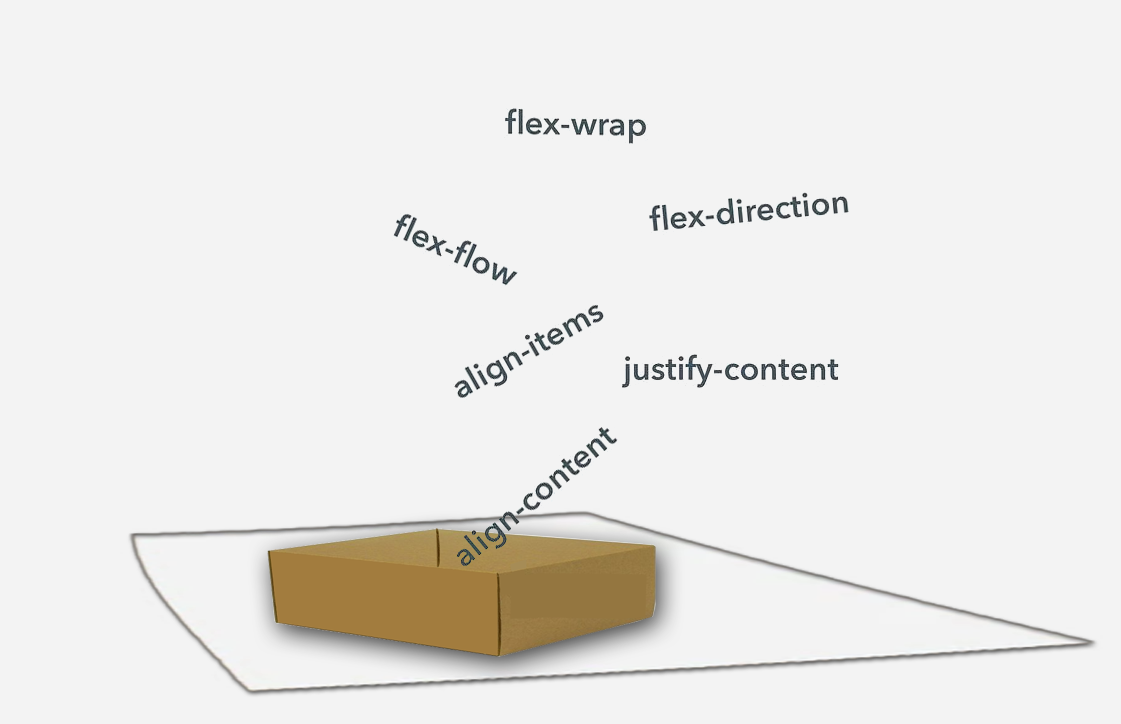 flex-wrap
flex-direction
flex-flow
align-items
justify-content
align-content